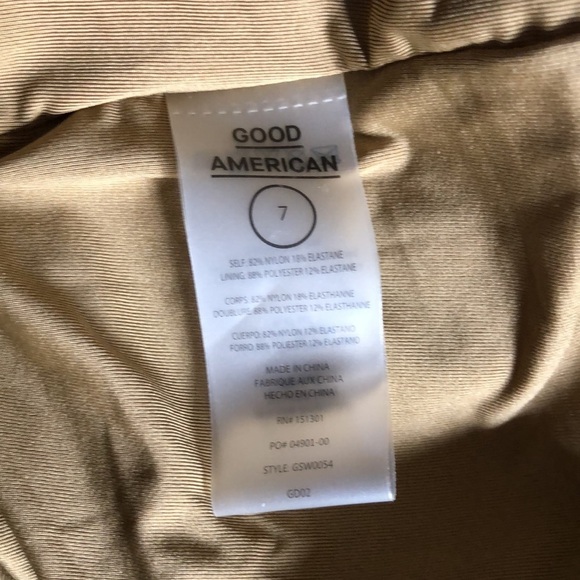 GOOD
AMERICAN
7
SELF: 82% NYLON 18% ELASTANE
LINING: 88% POLYESTER 12% ELASTANE
CORPS: 82% NYLON 18% ELASTHANNE
DOUBLURE: 88% POLYESTER 12% ELASTHANNE
CUERPO: 82% NYLON 12% ELASTANO
FORRO: 88% POLIESTER 12% ELASTANO
MADE IN CHINA
FABRIQUE AUX CHINA
HECHO EN CHINA
RN# 151381
PO# 04901-00
STYLE: GSW0054
GD02